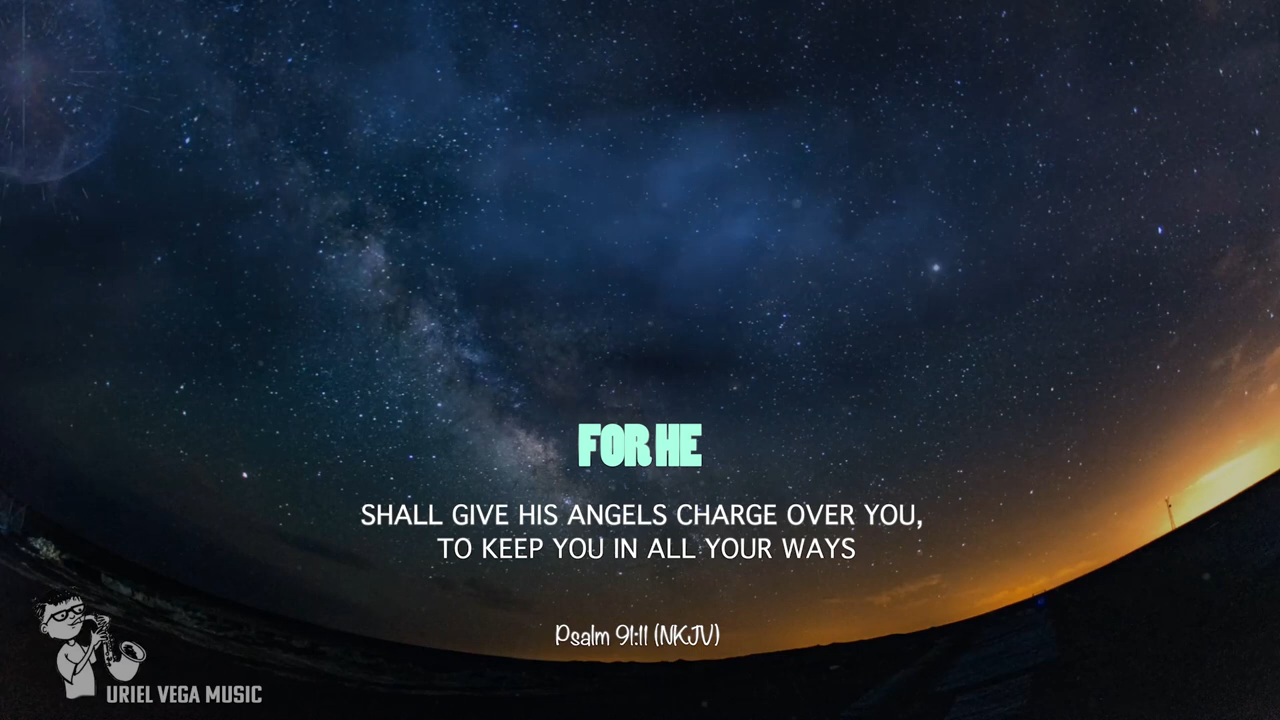 FOR HE
SHALL GIVE HIS ANGELS CHARGE OVER YOU,
TO KEEP YOU IN ALL YOUR WAYS
Psalm 91:11 (NKJV)
URIEL VEGA MUSIC